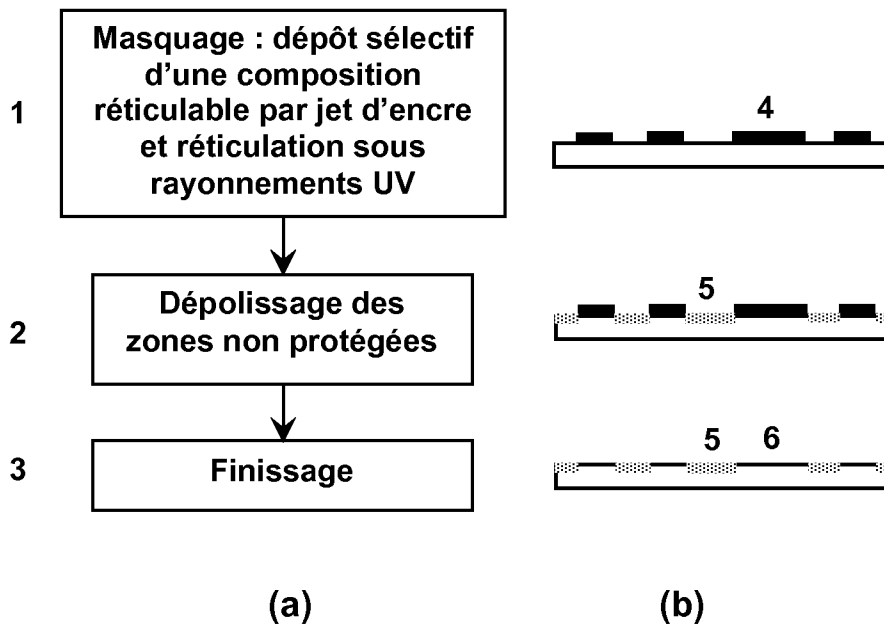 Masquage : dépôt sélectif
d'une composition
réticulable par jet d'encre
et réticulation sous
rayonnements UV
1
4
Dépolissage des
zones non protégées
2
5
Finissage
3
5 6
(a)
(b)